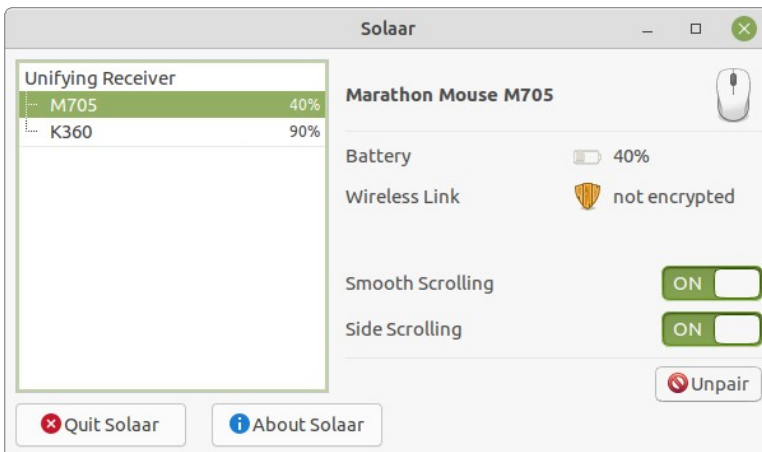 Solaar
Unifying Receiver
M705 40%
K360 90%
Marathon Mouse M705
Battery 40%
Wireless Link not encrypted
Smooth Scrolling ON
Side Scrolling ON
Unpair
Quit Solaar About Solaar